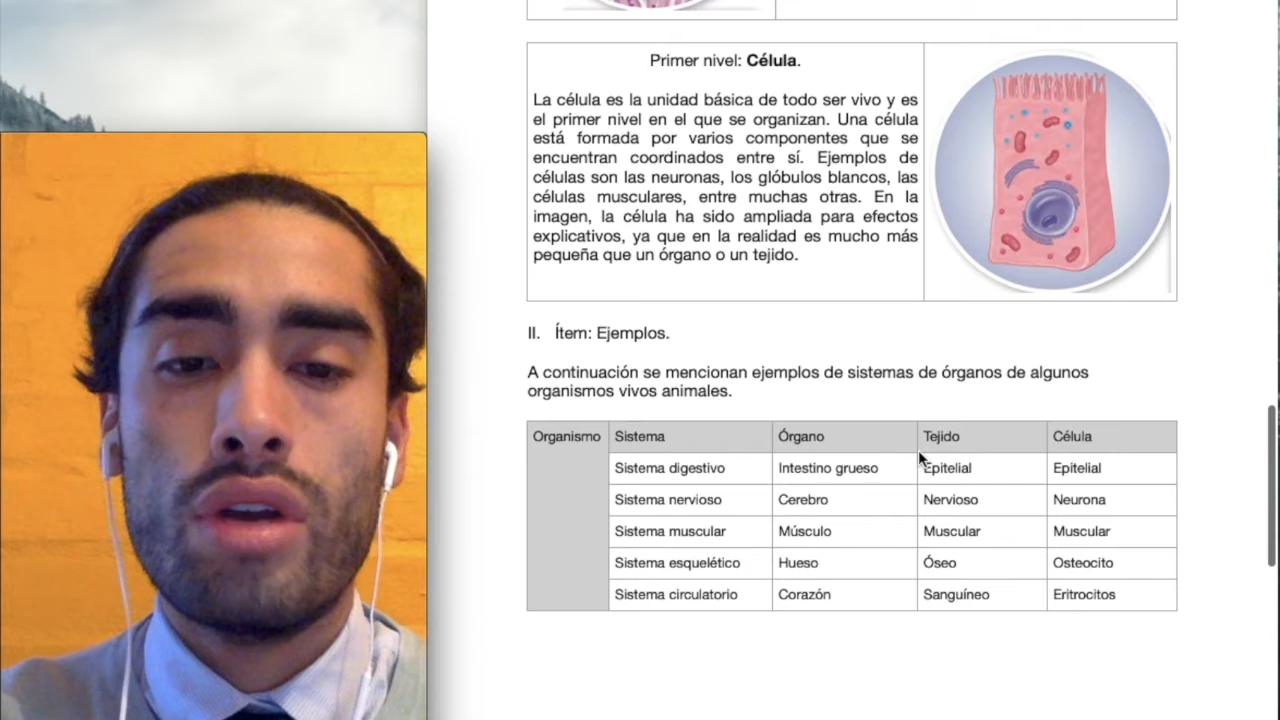 Primer nivel: Célula.
La célula es la unidad básica de todo ser vivo y es
el primer nivel en el que se organizan. Una célula
está formada por varios componentes que se
encuentran coordinados entre sí. Ejemplos de
células son las neuronas, los glóbulos blancos, las
células musculares, entre muchas otras. En la
imagen, la célula ha sido ampliada para efectos
explicativos, ya que en la realidad es mucho más
pequeña que un órgano o un tejido.
II. Ítem: Ejemplos.
A continuación se mencionan ejemplos de sistemas de órganos de algunos
organismos vivos animales.
Organismo Sistema Órgano Tejido Célula
Sistema digestivo Intestino grueso Epitelial Epitelial
Sistema nervioso Cerebro Nervioso Neurona
Sistema muscular Músculo Muscular Muscular
Sistema esquelético Hueso Óseo Osteocito
Sistema circulatorio Corazón Sanguíneo Eritrocitos